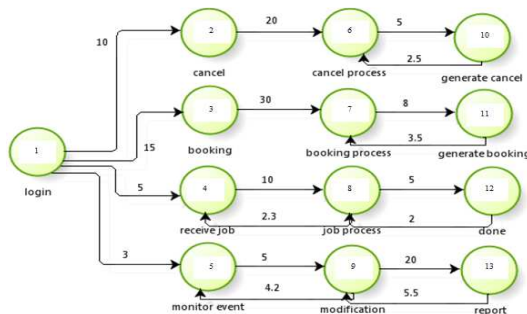 2
20
6
5
10
10
2.5
cancel
cancel process
generate cancel
3
30
7
8
11
1
15
3.5
booking
booking process
generate booking
login
5
4
10
8
5
12
2.3
2
receive job
job process
done
3
5
5
9
20
13
4.2
5.5
monitor event
modification
report